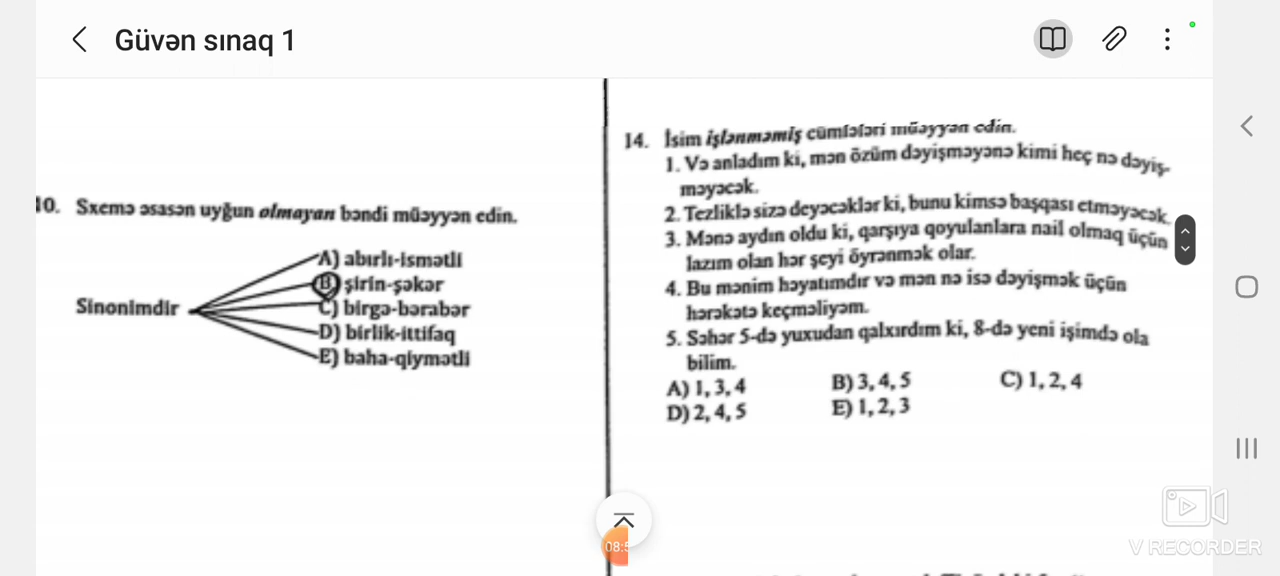 Güvən sınaq 1
10. Sxemə əsasən uyğun olmayan bəndi müəyyən edin.
Sinonimdir
A) abırlı-ismətli
B) şirin-şəkər
C) birgə-bərabər
D) birlik-ittifaq
E) baha-qiymətli
14. İsim işlənməmiş cümlələri müəyyən edin.
1. Və anladım ki, mən özüm dəyişməyənə kimi heç nə dəyiş-
məyəcək.
2. Tezliklə sizə deyəcəklər ki, bunu kimsə başqası etməyəcək.
3. Mənə aydın oldu ki, qarşıya qoyulanlara nail olmaq üçün
lazım olan hər şeyi öyrənmək olar.
4. Bu mənim həyatımdır və mən nə isə dəyişmək üçün
hərəkətə keçməliyəm.
5. Səhər 5-də yuxudan qalxırdım ki, 8-də yeni işimdə ola
bilim.
A) 1, 3, 4 B) 3, 4, 5 C) 1, 2, 4
D) 2, 4, 5 E) 1, 2, 3
V RECORDER